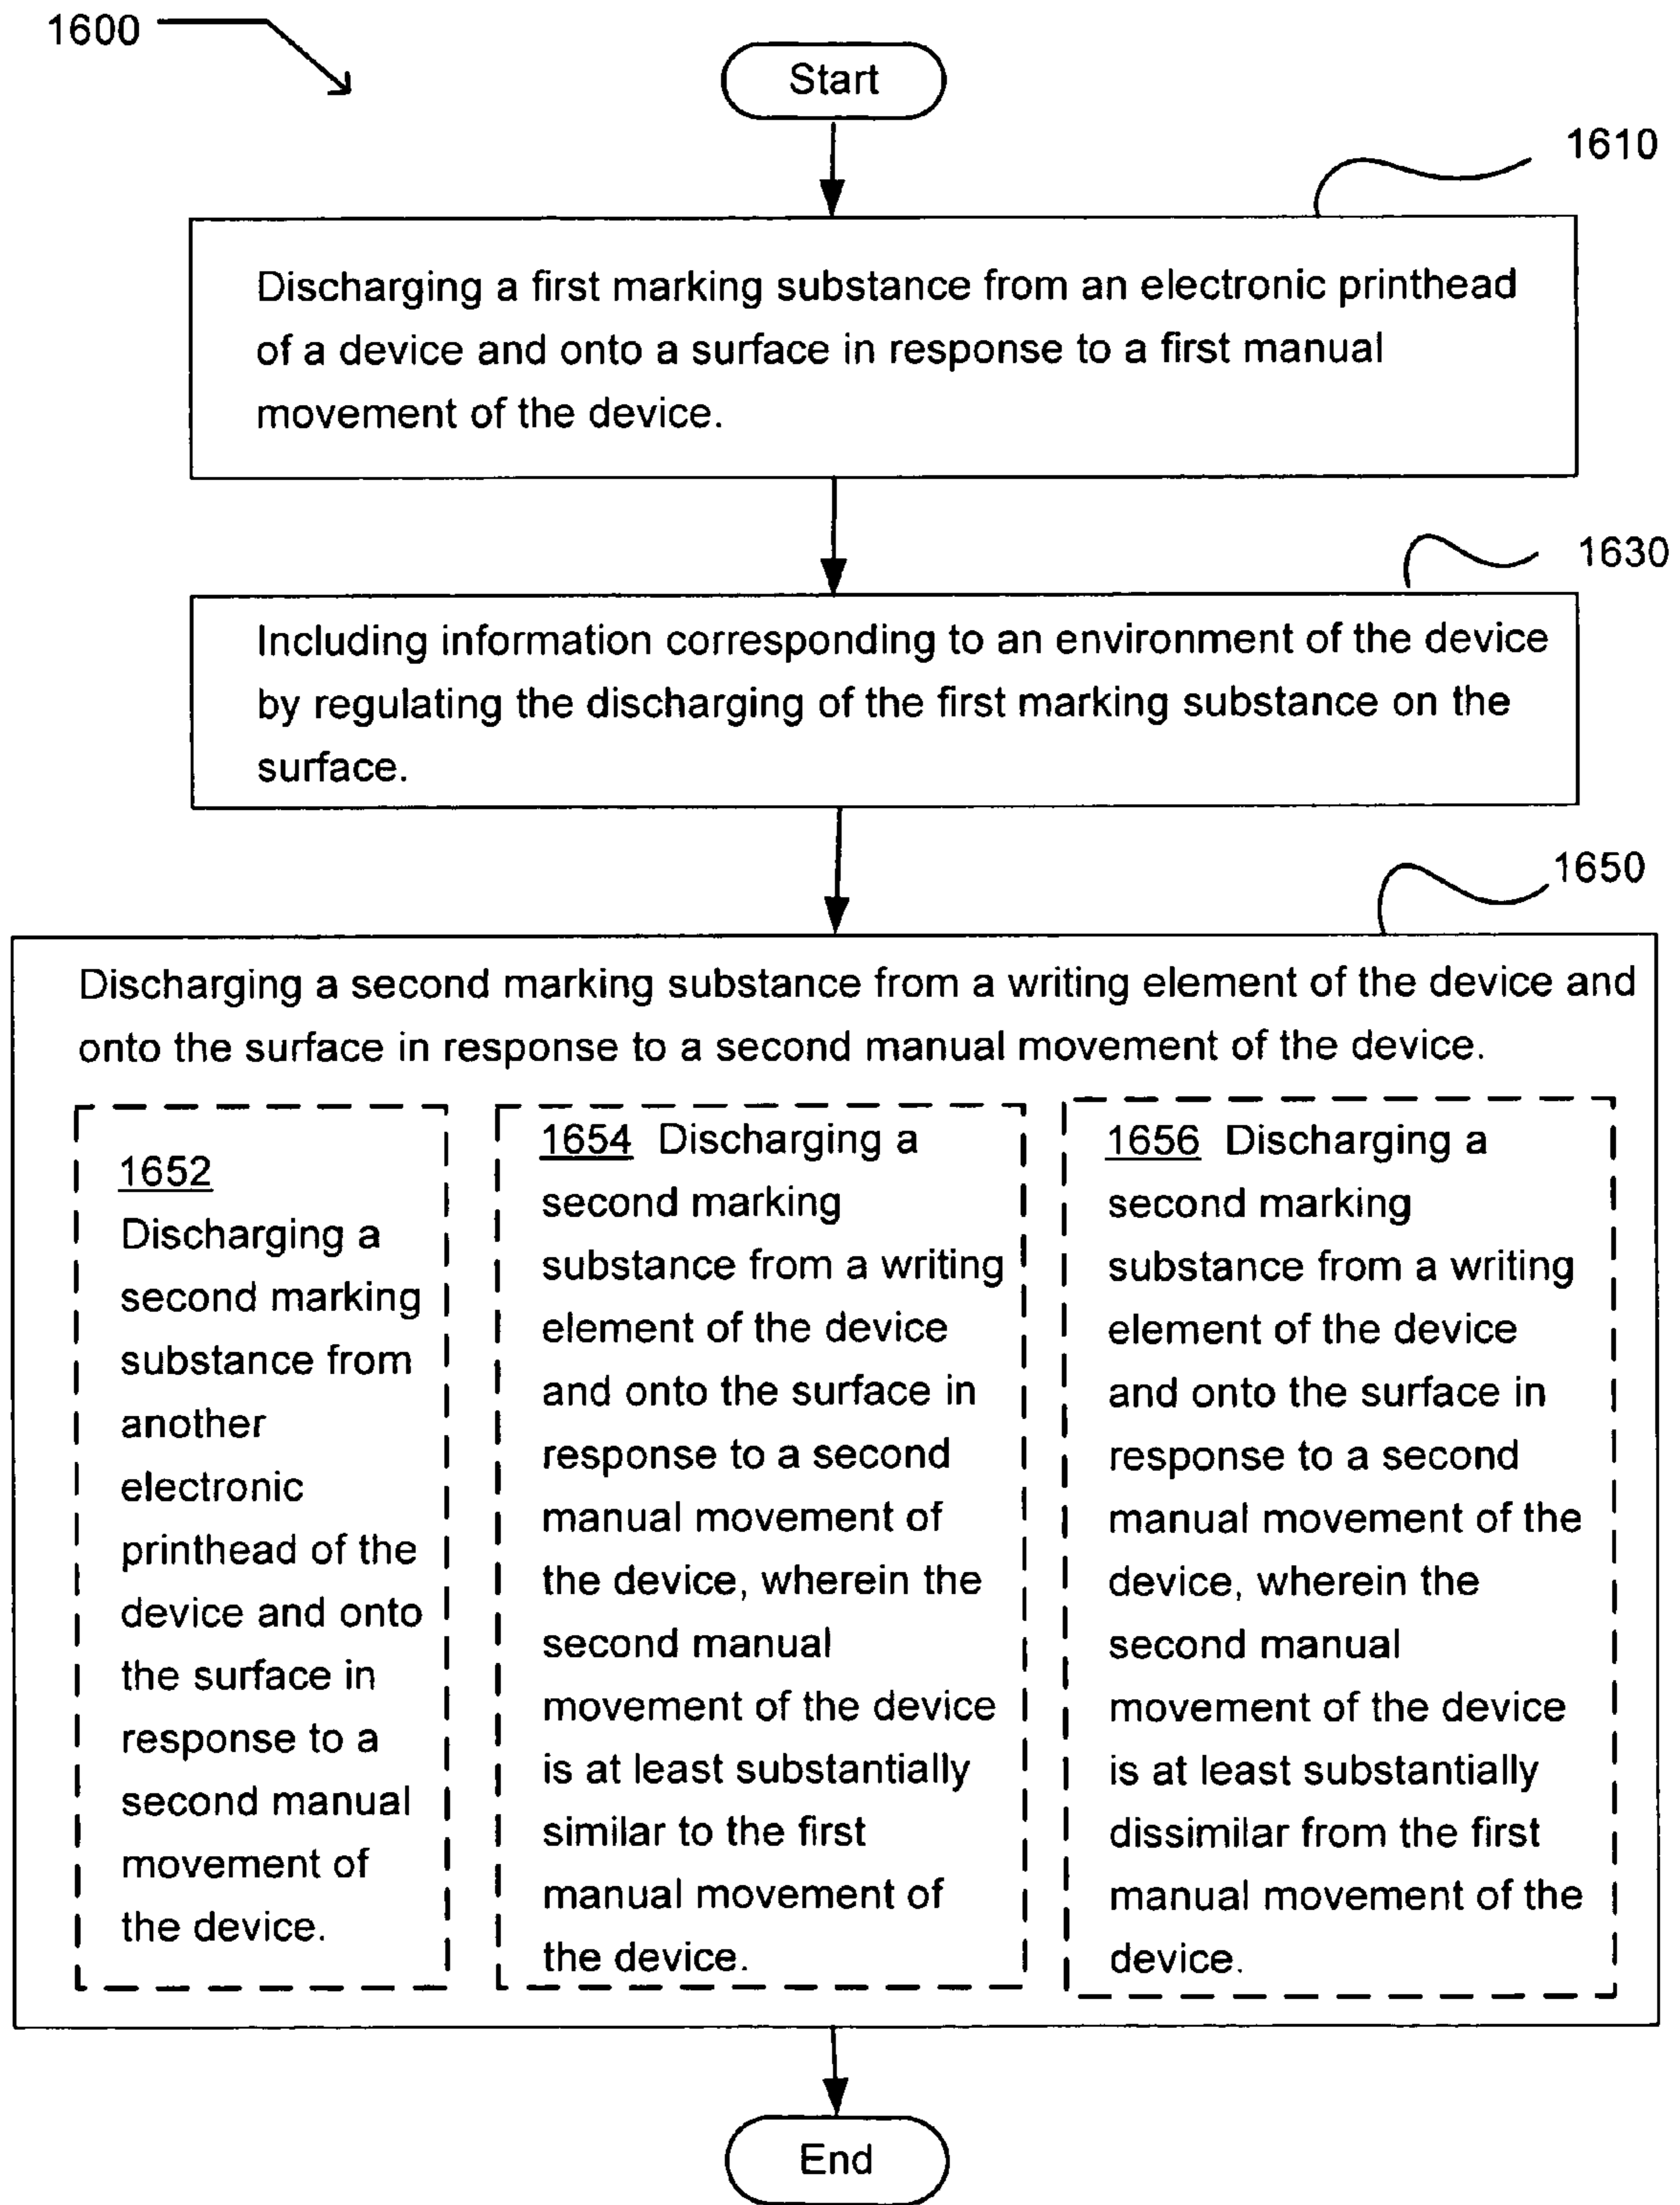 1600
Start
1610
Discharging a first marking substance from an electronic printhead
of a device and onto a surface in response to a first manual
movement of the device.
1630
Including information corresponding to an environment of the device
by regulating the discharging of the first marking substance on the
surface.
1650
Discharging a second marking substance from a writing element of the device and
onto the surface in response to a second manual movement of the device.
1652
Discharging a
second marking
substance from
another
electronic
printhead of the
device and onto
the surface in
response to a
second manual
movement of
the device.
1654 Discharging a
second marking
substance from a writing
element of the device
and onto the surface in
response to a second
manual movement of
the device, wherein the
second manual
movement of the device
is at least substantially
similar to the first
manual movement of
the device.
1656 Discharging a
second marking
substance from a writing
element of the device
and onto the surface in
response to a second
manual movement of the
device, wherein the
second manual
movement of the device
is at least substantially
dissimilar from the first
manual movement of the
device.
End